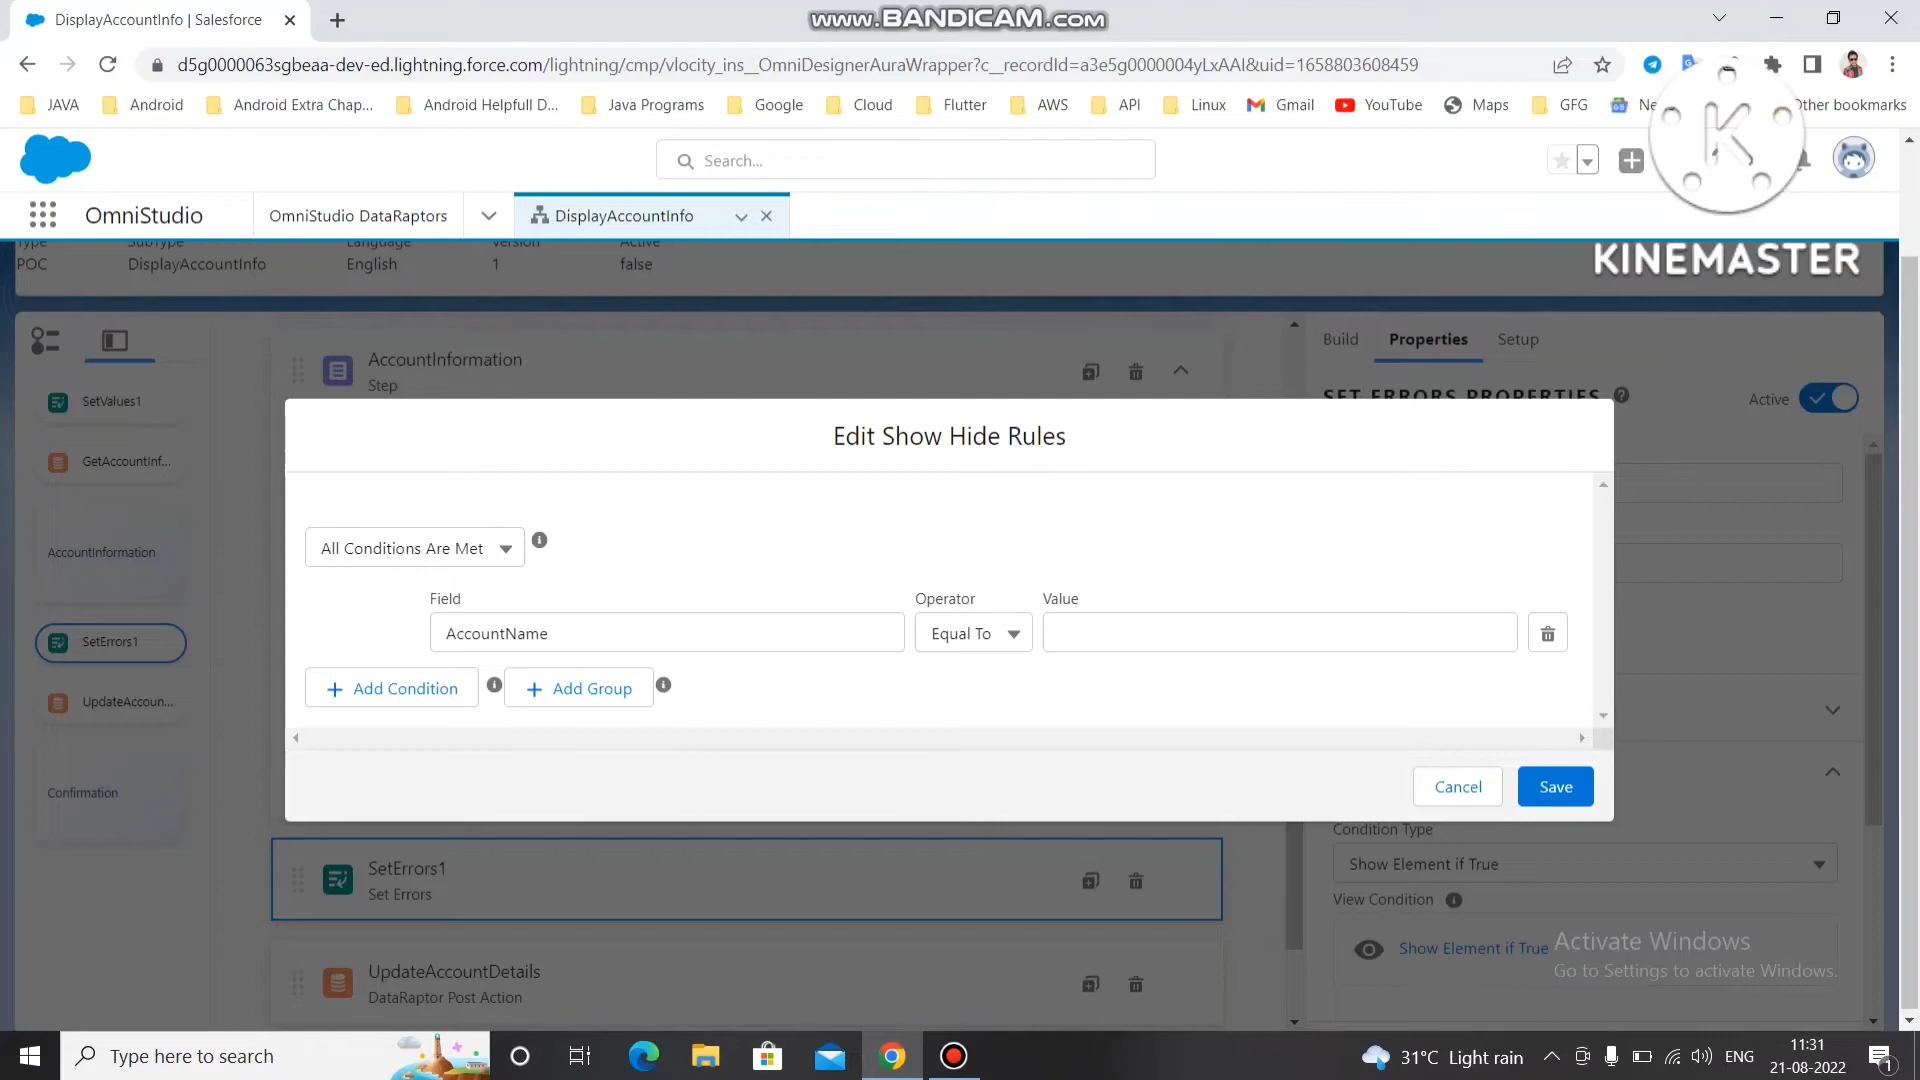 DisplayAccountInfo | Salesforce
www.BANDICAM.com
d5g0000063sgbeaa-dev-ed.lightning.force.com/lightning/cmp/vlocity_ins__OmniDesignerAuraWrapper?c__recordId=a3e5g0000004yLxAAI&uid=1658803608459
JAVA
Android
Android Extra Chap...
Android Helpfull D...
Java Programs
Google
Cloud
Flutter
AWS
API
Linux
Gmail
YouTube
Maps
GFG
Other bookmarks
K
Search...
OmniStudio
OmniStudio DataRaptors
DisplayAccountInfo
Type SubType Language Version Active
POC DisplayAccountInfo English 1 false
KINEMASTER
Build Properties Setup
SET ERRORS PROPERTIES
Active
SetValues1
GetAccountInf...
AccountInformation
SetErrors1
UpdateAccoun...
Confirmation
AccountInformation
Step
Edit Show Hide Rules
All Conditions Are Met
Field Operator Value
AccountName Equal To
Add Condition Add Group
Cancel Save
SetErrors1
Set Errors
UpdateAccountDetails
DataRaptor Post Action
Condition Type
Show Element if True
View Condition
Show Element if True
Activate Windows
Go to Settings to activate Windows.
Type here to search
31°C Light rain
ENG
11:31
21-08-2022
1